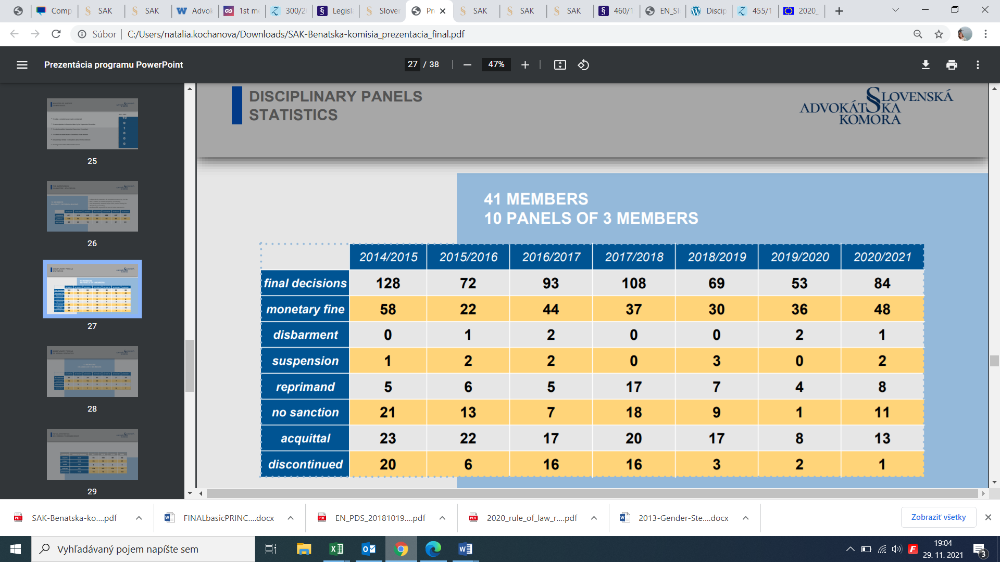 Comp
SAK
SAK
Advok
1st me
300/2
Legisl
Slover
Pr
SAK
SAK
SAK
460/1
EN_Sl
Discip
455/1
2020_
Súbor
C:/Users/natalia.kochanova/Downloads/SAK-Benatska-komisia_prezentacia_final.pdf
Prezentácia programu PowerPoint
27 / 38
47%
25
26
27
28
29
DISCIPLINARY PANELS
STATISTICS
SLOVENSKÁ
ADVOKÁTSKA
KOMORA
41 MEMBERS
10 PANELS OF 3 MEMBERS
2014/2015 2015/2016 2016/2017 2017/2018 2018/2019 2019/2020 2020/2021
final decisions 128 72 93 108 69 53 84
monetary fine 58 22 44 37 30 36 48
disbarment 0 1 2 0 0 2 1
suspension 1 2 2 0 3 0 2
reprimand 5 6 5 17 7 4 8
no sanction 21 13 7 18 9 1 11
acquittal 23 22 17 20 17 8 13
discontinued 20 6 16 16 3 2 1
SAK-Benatska-ko....pdf
FINALbasicPRINC....docx
EN_PDS_20181019....pdf
2020_rule_of_law_r....pdf
2013-Gender-Ste....docx
Zobraziť všetky
Vyhľadávaný pojem napíšte sem
19:04
29. 11. 2021
3